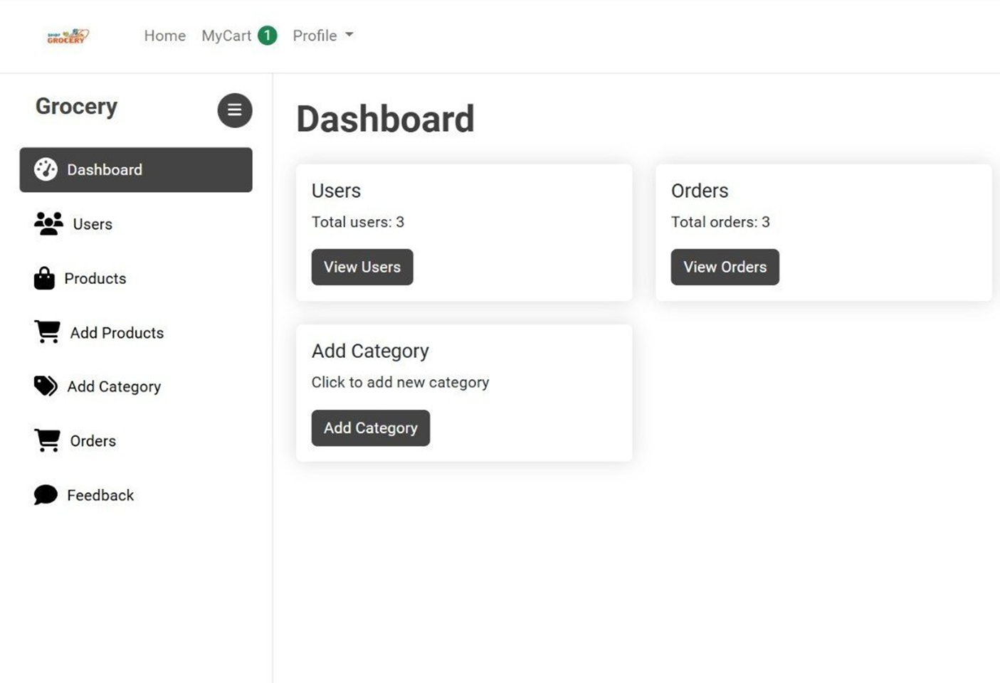 SHOP
GROCERY
Home MyCart 1 Profile
Grocery
Dashboard
Users
Products
Add Products
Add Category
Orders
Feedback
Dashboard
Users
Total users: 3
View Users
Orders
Total orders: 3
View Orders
Add Category
Click to add new category
Add Category